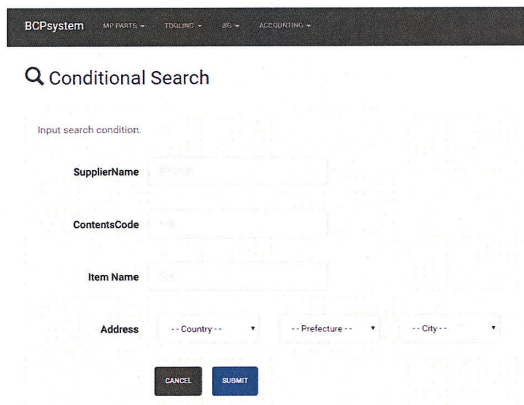 BCPsystem MP PARTS TOOLING JIG ACCOUNTING
Conditional Search
Input search condition.
SupplierName
ContentsCode
Item Name
Address -- Country -- -- Prefecture -- -- City --
CANCEL SUBMIT